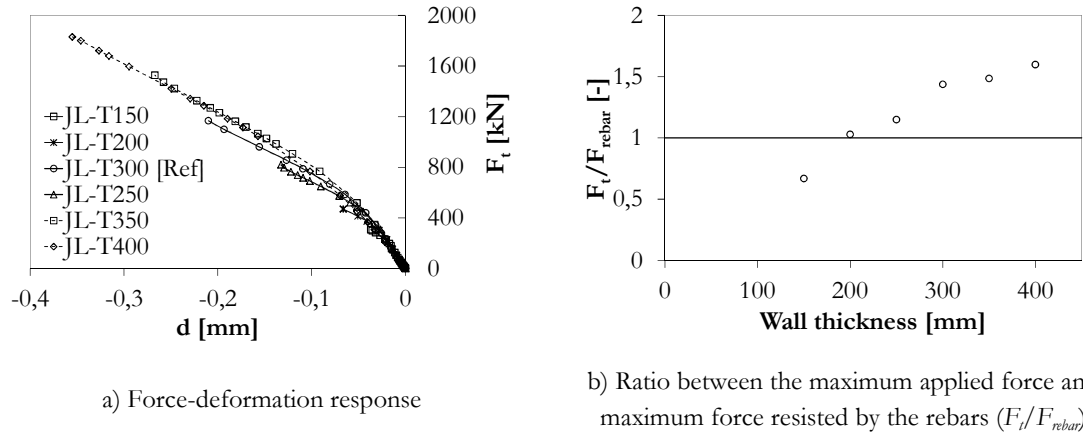 2000
1600
1200
800
400
0
F_t [kN]
JL-T150
JL-T200
JL-T300 [Ref]
JL-T250
JL-T350
JL-T400
-0,4 -0,3 -0,2 -0,1 0
d [mm]
a) Force-deformation response
2
1,5
1
0,5
0
F_t/F_rebar [-]
0 100 200 300 400
Wall thickness [mm]
b) Ratio between the maximum applied force an
maximum force resisted by the rebars (F_t/F_rebar)